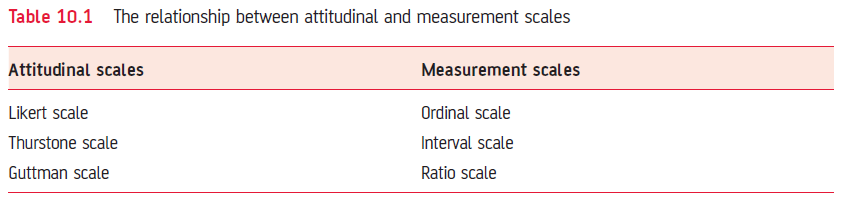 Table 10.1 The relationship between attitudinal and measurement scales
Attitudinal scales Measurement scales
Likert scale Ordinal scale
Thurstone scale Interval scale
Guttman scale Ratio scale